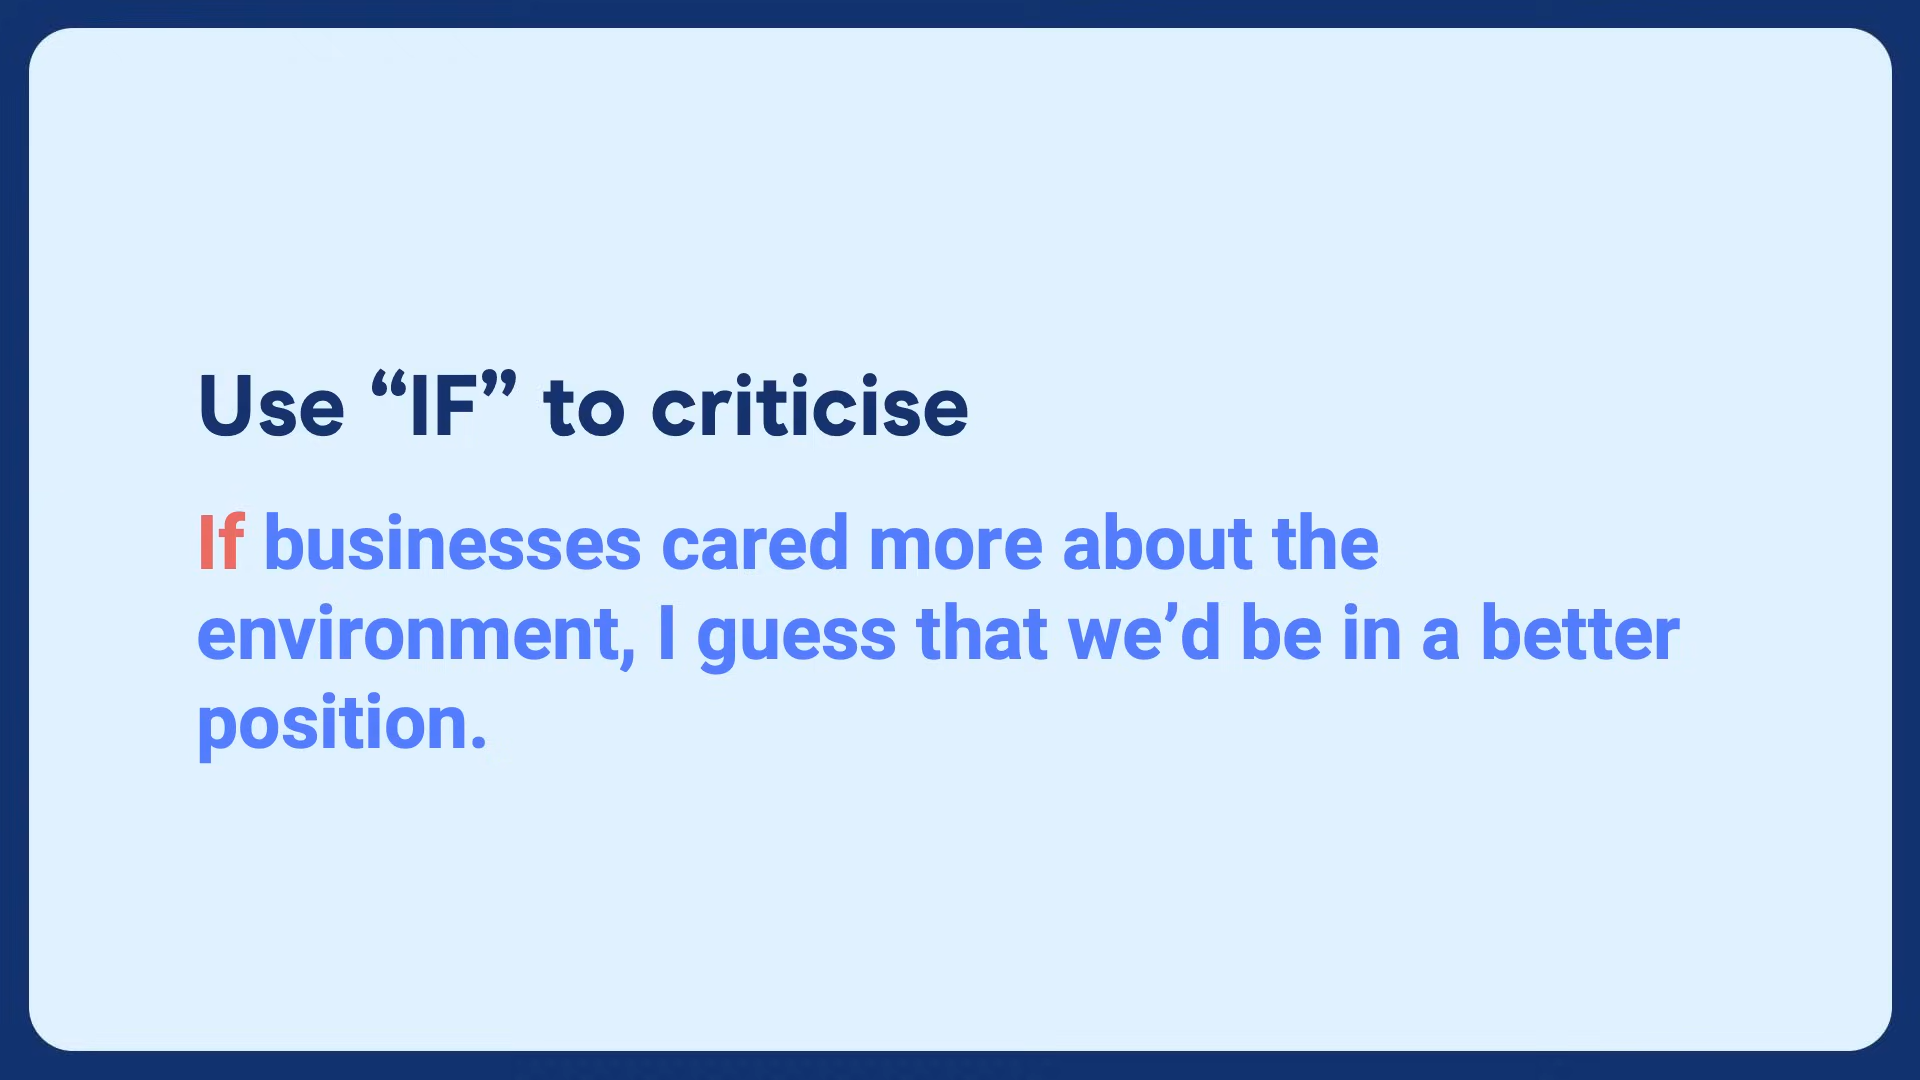 Use “IF” to criticise
If businesses cared more about the
environment, I guess that we’d be in a better
position.